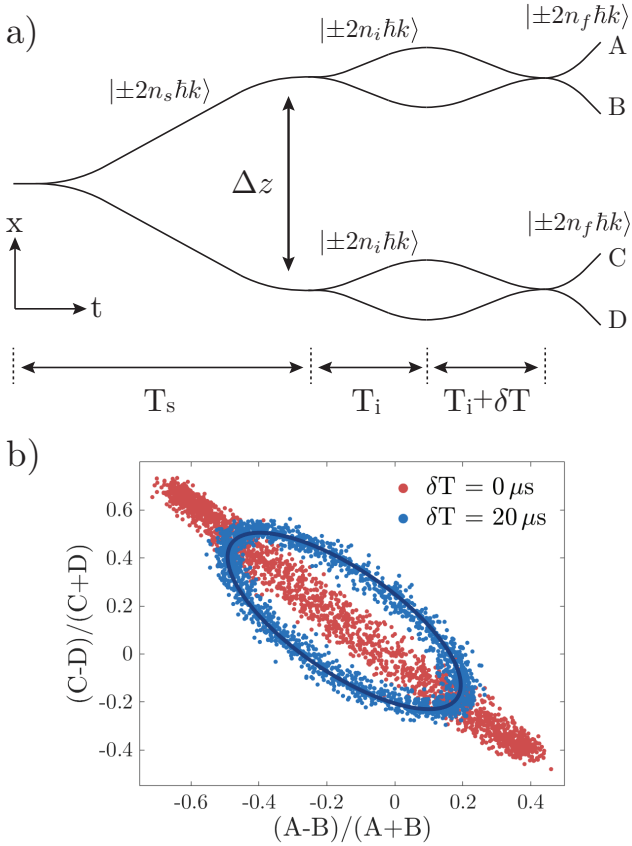 a)
|±2n_sħk⟩
|±2n_iħk⟩
|±2n_fħk⟩
A
B
Δz
x
t
|±2n_iħk⟩
|±2n_fħk⟩
C
D
T_s
T_i
T_i+δT
b)
δT = 0 μs
δT = 20 μs
(C-D)/(C+D)
0.6
0.4
0.2
0
-0.2
-0.4
-0.6
-0.4
-0.2
0
0.2
0.4
(A-B)/(A+B)